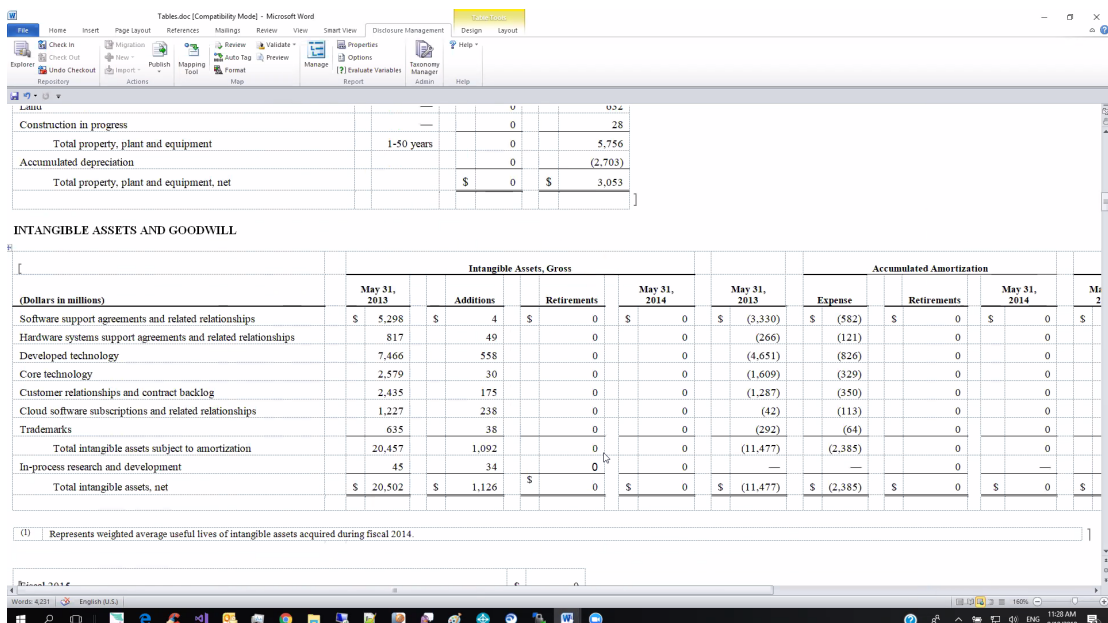 Tables.doc [Compatibility Mode] - Microsoft Word
Table Tools
File Home Insert Page Layout References Mailings Review View Smart View Disclosure Management Design Layout
Check In Migration Review Validate Properties Help
Check Out New Auto Tag Preview Options
Explorer Undo Checkout Import Publish Mapping Tool Format Manage [?] Evaluate Variables Taxonomy Manager
Repository Actions Map Report Admin Help
Land — 0 632
Construction in progress — 0 28
Total property, plant and equipment 1-50 years 0 5,756
Accumulated depreciation 0 (2,703)
Total property, plant and equipment, net $ 0 $ 3,053
]
INTANGIBLE ASSETS AND GOODWILL
[ Intangible Assets, Gross Accumulated Amortization
May 31, May 31, May 31, May 31,
(Dollars in millions) 2013 Additions Retirements 2014 2013 Expense Retirements 2014
Software support agreements and related relationships $ 5,298 $ 4 $ 0 $ 0 $ (3,330) $ (582) $ 0 $ 0 $
Hardware systems support agreements and related relationships 817 49 0 0 (266) (121) 0 0
Developed technology 7,466 558 0 0 (4,651) (826) 0 0
Core technology 2,579 30 0 0 (1,609) (329) 0 0
Customer relationships and contract backlog 2,435 175 0 0 (1,287) (350) 0 0
Cloud software subscriptions and related relationships 1,227 238 0 0 (42) (113) 0 0
Trademarks 635 38 0 0 (292) (64) 0 0
Total intangible assets subject to amortization 20,457 1,092 0 0 (11,477) (2,385) 0 0
In-process research and development 45 34 0 0 — — 0 —
Total intangible assets, net $ 20,502 $ 1,126 $ 0 $ 0 $ (11,477) $ (2,385) $ 0 $ 0 $
(1) Represents weighted average useful lives of intangible assets acquired during fiscal 2014. ]
Words: 4,231 English (U.S.) 160%
ENG 11:28 AM